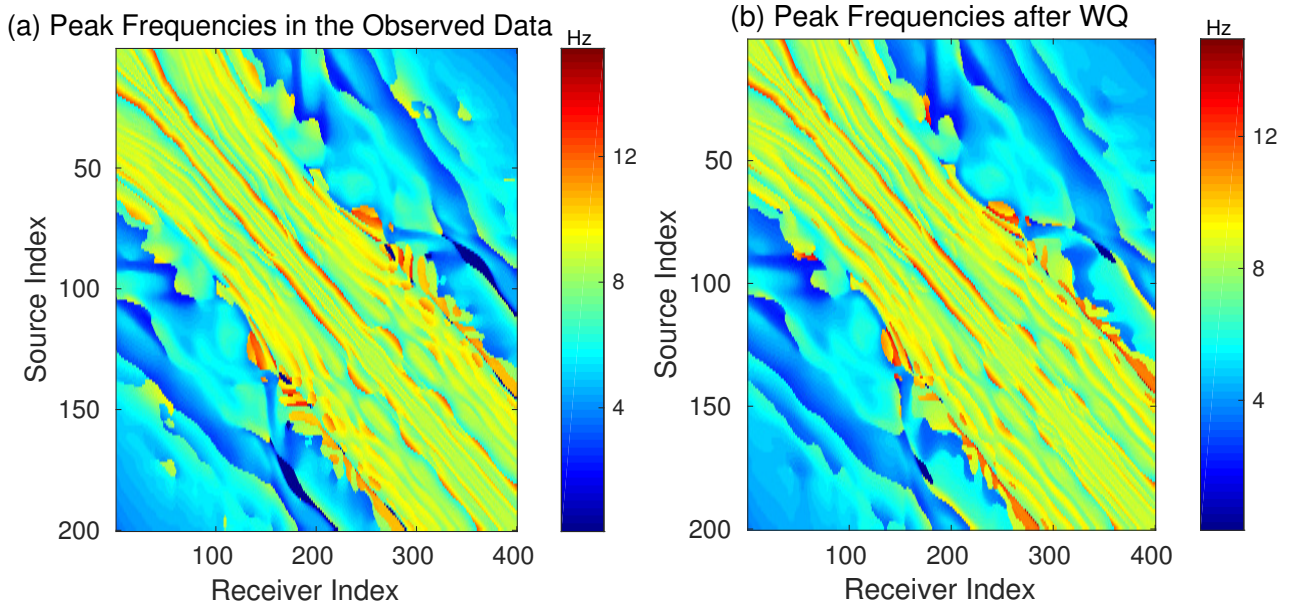 (a) Peak Frequencies in the Observed Data
Hz
12
8
4
50
100
150
200
100
200
300
400
Source Index
Receiver Index
(b) Peak Frequencies after WQ
Hz
12
8
4
50
100
150
200
100
200
300
400
Source Index
Receiver Index